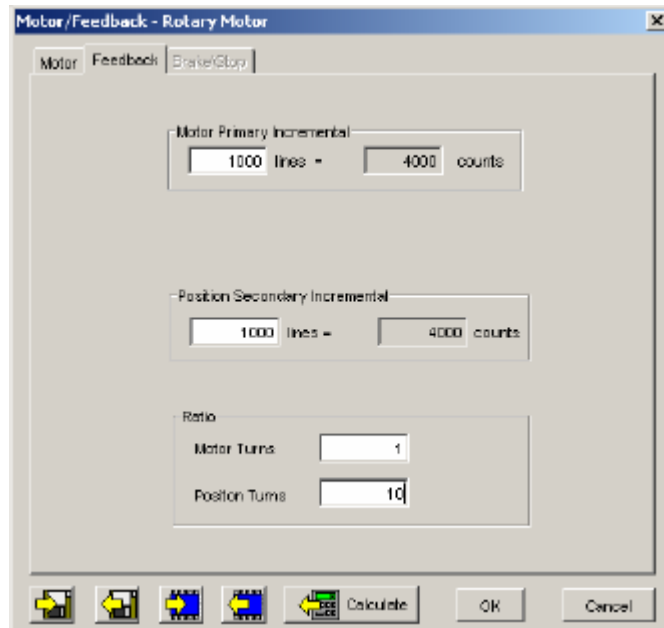 Motor/Feedback - Rotary Motor
Motor Feedback Brake/Stop
Motor Primary Incremental
1000 lines = 4000 counts
Position Secondary Incremental
1000 lines = 4000 counts
Ratio
Motor Turns 1
Position Turns 10
Calculate OK Cancel